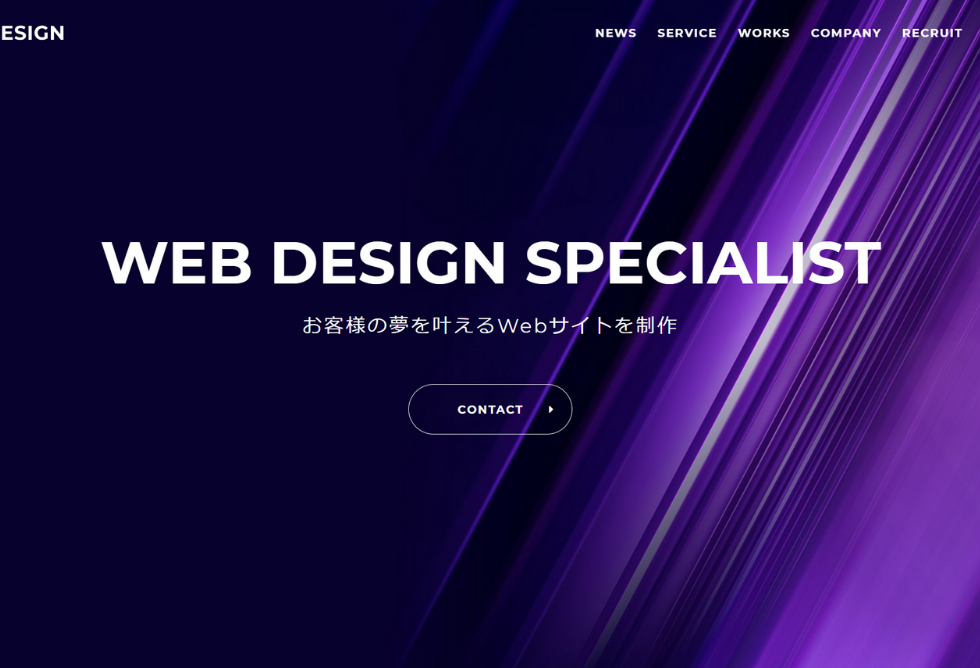 ESIGN
NEWS SERVICE WORKS COMPANY RECRUIT
WEB DESIGN SPECIALIST
お客様の夢を叶えるWebサイトを制作
CONTACT